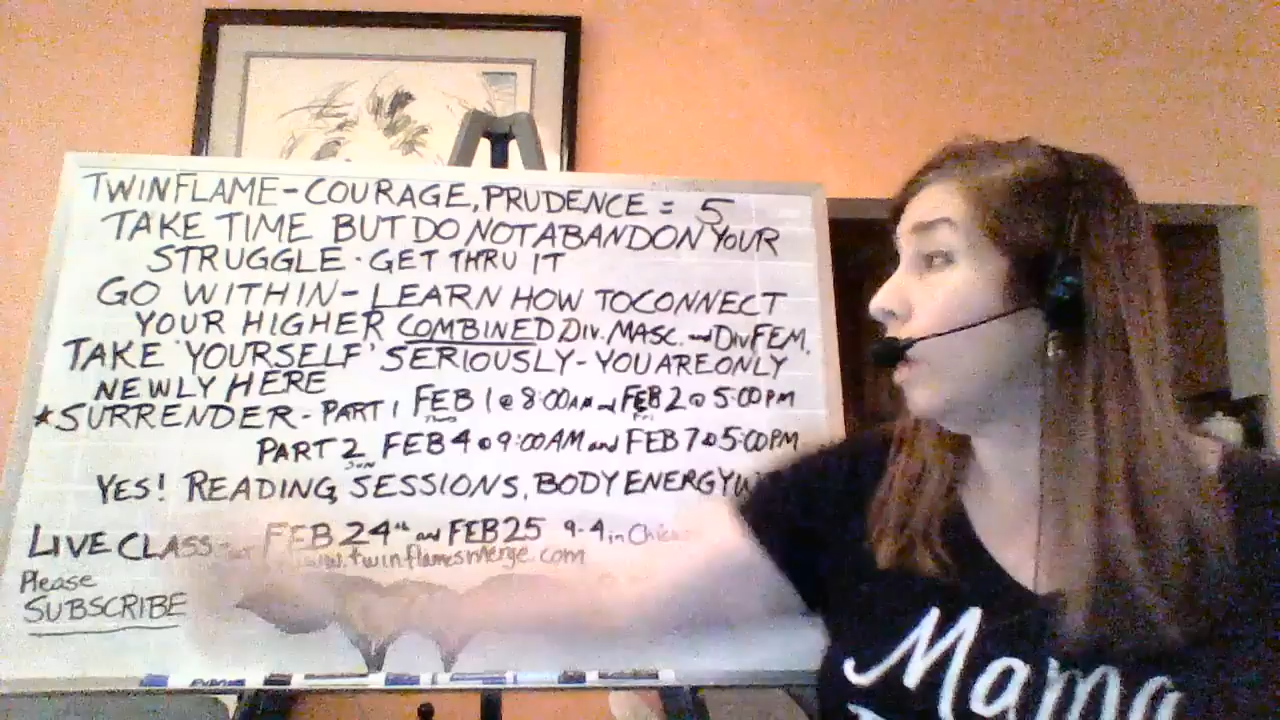 TWINFLAME-COURAGE, PRUDENCE = 5
TAKE TIME BUT DO NOT ABANDON YOUR
STRUGGLE · GET THRU IT
GO WITHIN - LEARN HOW TO CONNECT
YOUR HIGHER COMBINED DIV. MASC. DIV FEM.
TAKE 'YOURSELF' SERIOUSLY - YOU ARE ONLY
NEWLY HERE
*SURRENDER - PART 1 FEB 1 @ 8:00AM and FEB 2 @ 5:00PM
Fri
PART 2 FEB 4 @ 9:00AM and FEB 7 @ 5:00PM
SUN
YES! READING, SESSIONS, BODY ENERGY
LIVE CLASS FEB 24th and FEB 25 9-4, in
www.twinflamesmerge.com
Please
SUBSCRIBE
Mama